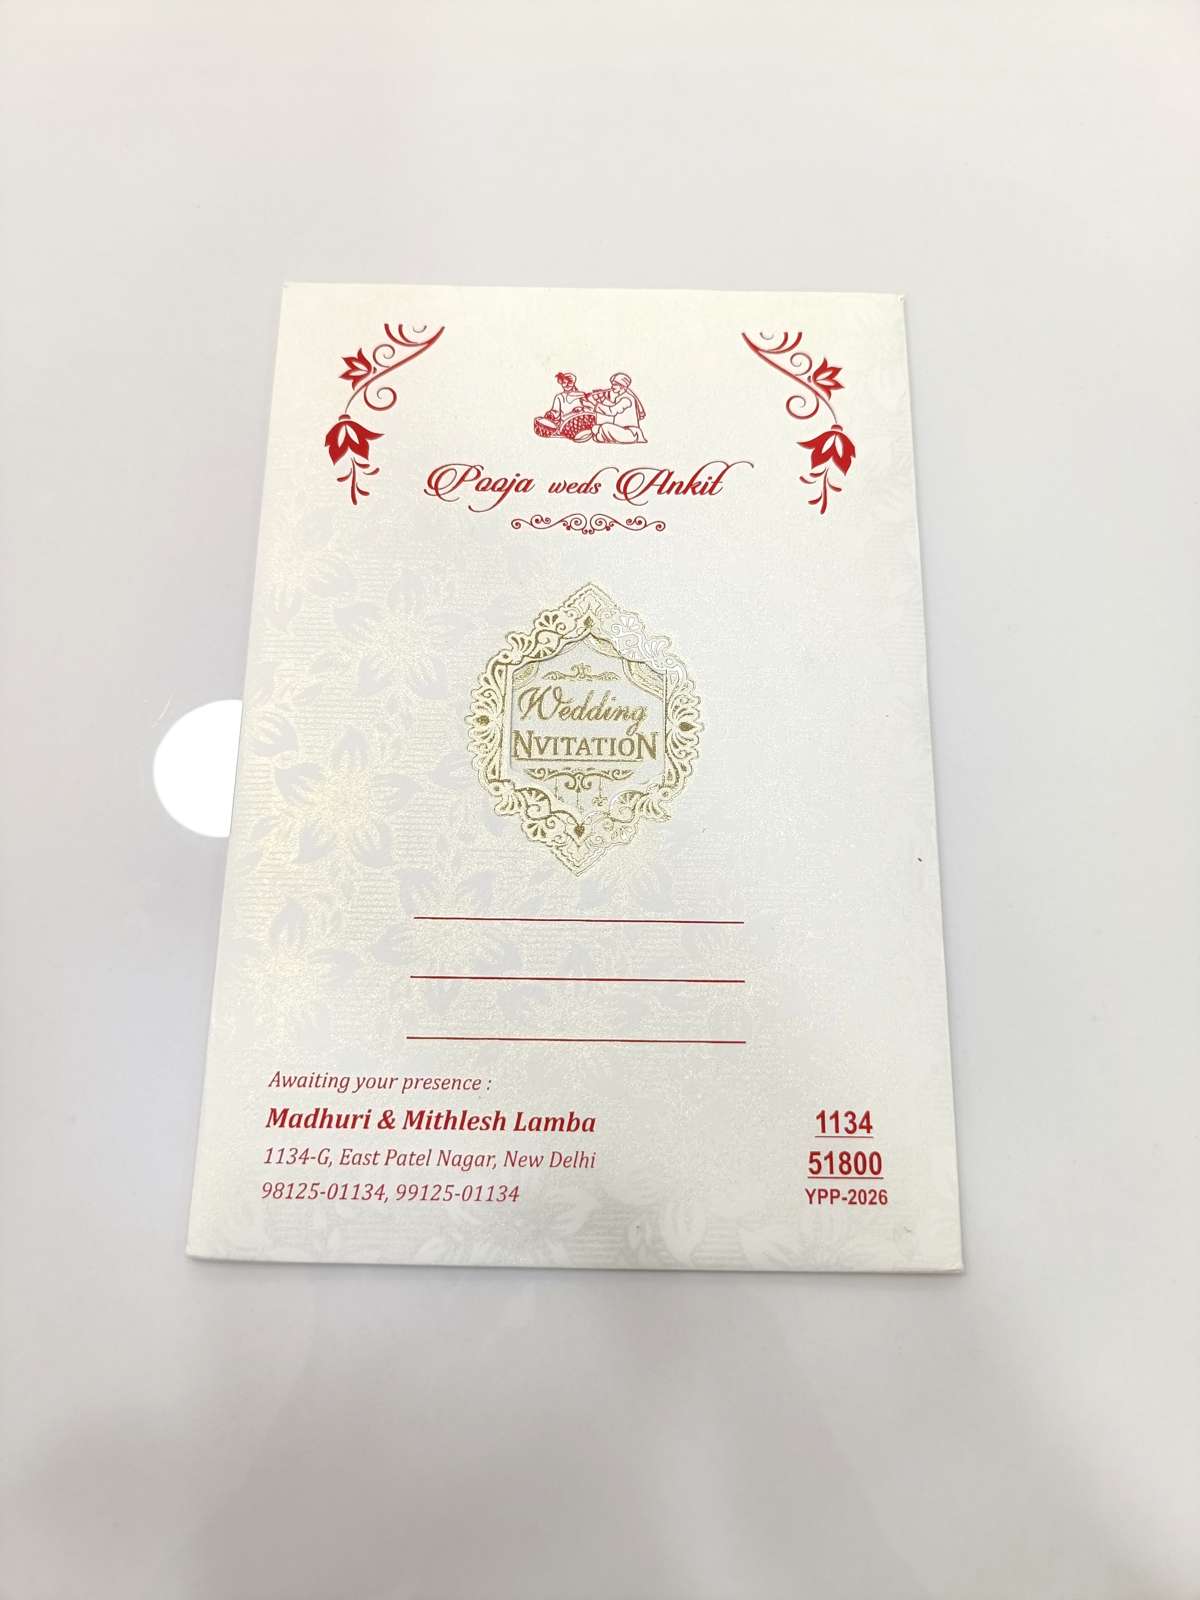 Pooja weds Ankit
Wedding
NVITATION
Awaiting your presence :
Madhuri & Mithlesh Lamba
1134-G, East Patel Nagar, New Delhi
98125-01134, 99125-01134
1134
51800
YPP-2026